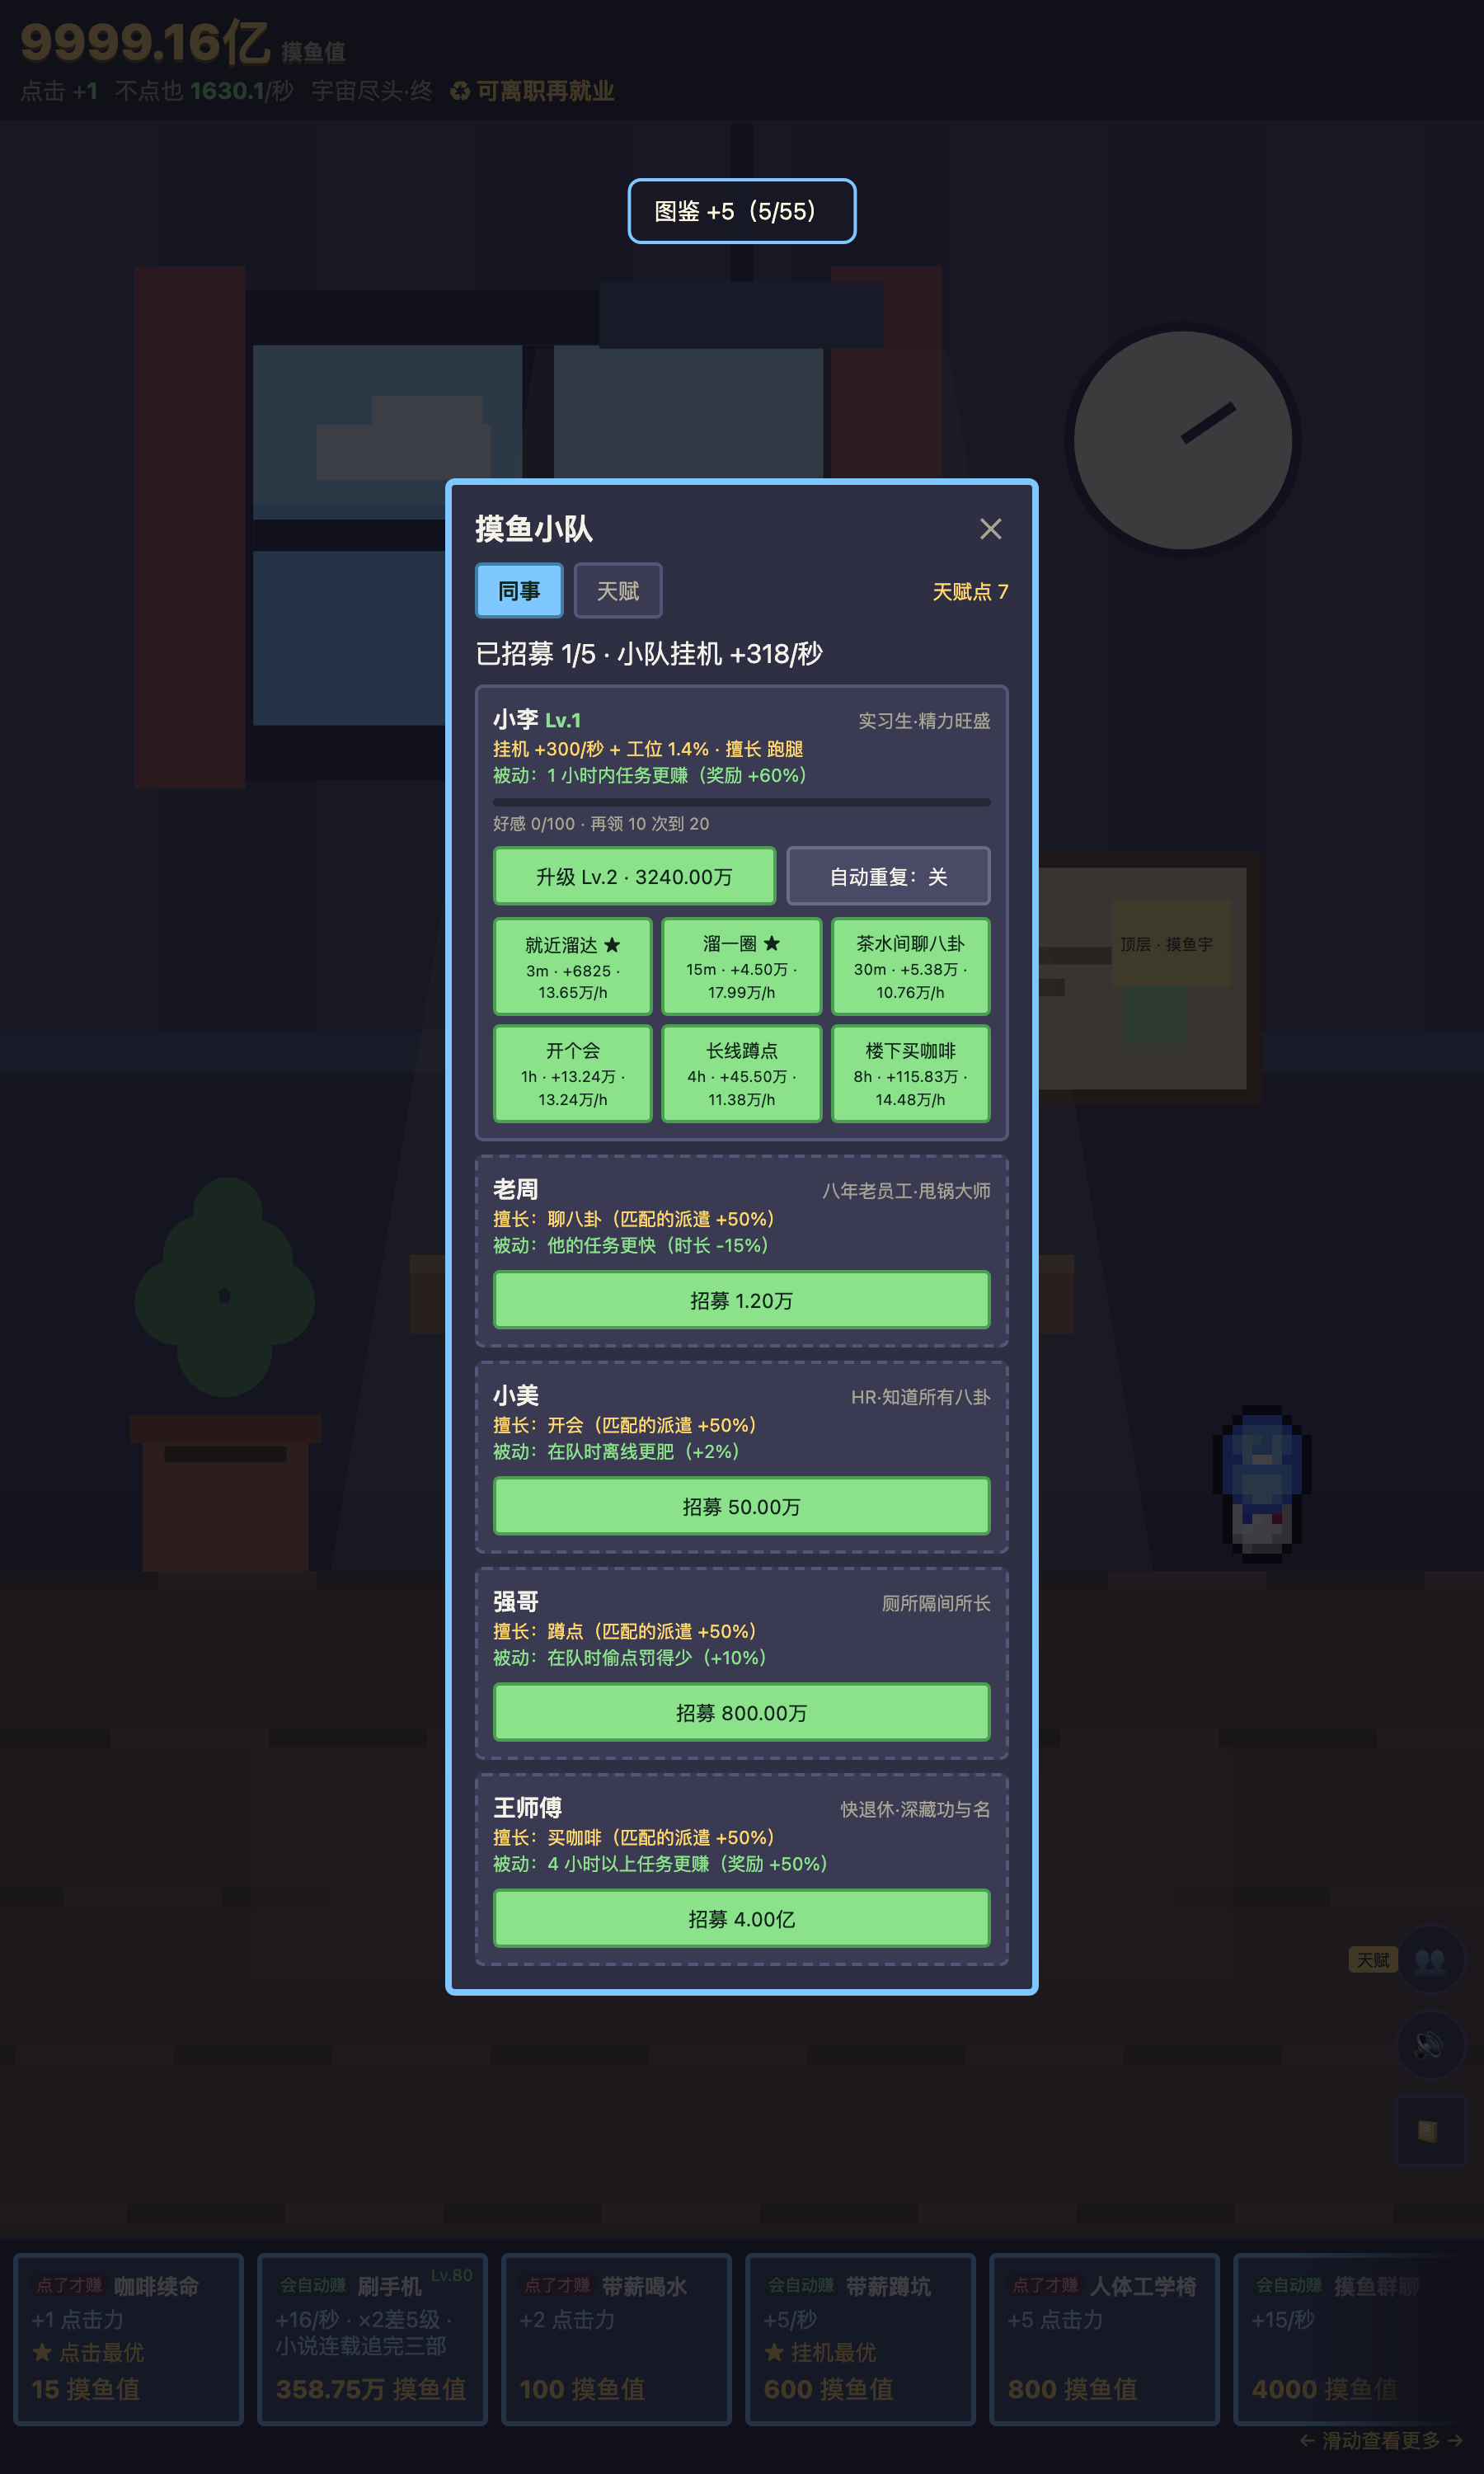 9999.16亿 摸鱼值
点击 +1 不点也 1630.1/秒 宇宙尽头·终 ♻ 可离职再就业
图鉴 +5（5/55）
摸鱼小队
同事 天赋 天赋点 7
已招募 1/5 · 小队挂机 +318/秒
小李 Lv.1 实习生·精力旺盛
挂机 +300/秒 + 工位 1.4% · 擅长 跑腿
被动：1 小时内任务更赚（奖励 +60%）
好感 0/100 · 再领 10 次到 20
升级 Lv.2 · 3240.00万 自动重复：关
就近溜达 ★ 溜一圈 ★ 茶水间聊八卦
3m · +6825 · 15m · +4.50万 · 30m · +5.38万 ·
13.65万/h 17.99万/h 10.76万/h
开个会 长线蹲点 楼下买咖啡
1h · +13.24万 · 4h · +45.50万 · 8h · +115.83万 ·
13.24万/h 11.38万/h 14.48万/h
顶层 · 摸鱼宇
老周 八年老员工·甩锅大师
擅长：聊八卦（匹配的派遣 +50%）
被动：他的任务更快（时长 -15%）
招募 1.20万
小美 HR·知道所有八卦
擅长：开会（匹配的派遣 +50%）
被动：在队时离线更肥（+2%）
招募 50.00万
强哥 厕所隔间所长
擅长：蹲点（匹配的派遣 +50%）
被动：在队时偷点罚得少（+10%）
招募 800.00万
王师傅 快退休·深藏功与名
擅长：买咖啡（匹配的派遣 +50%）
被动：4 小时以上任务更赚（奖励 +50%）
招募 4.00亿
天赋
点了才赚 咖啡续命 会自动赚 刷手机 Lv.80 点了才赚 带薪喝水 会自动赚 带薪蹲坑 点了才赚 人体工学椅 会自动赚 摸鱼群聊
+1 点击力 +16/秒 · ×2差5级 · +2 点击力 +5/秒 +5 点击力 +15/秒
★ 点击最优 小说连载追完三部 ★ 挂机最优
15 摸鱼值 358.75万 摸鱼值 100 摸鱼值 600 摸鱼值 800 摸鱼值 4000 摸鱼值
← 滑动查看更多 →